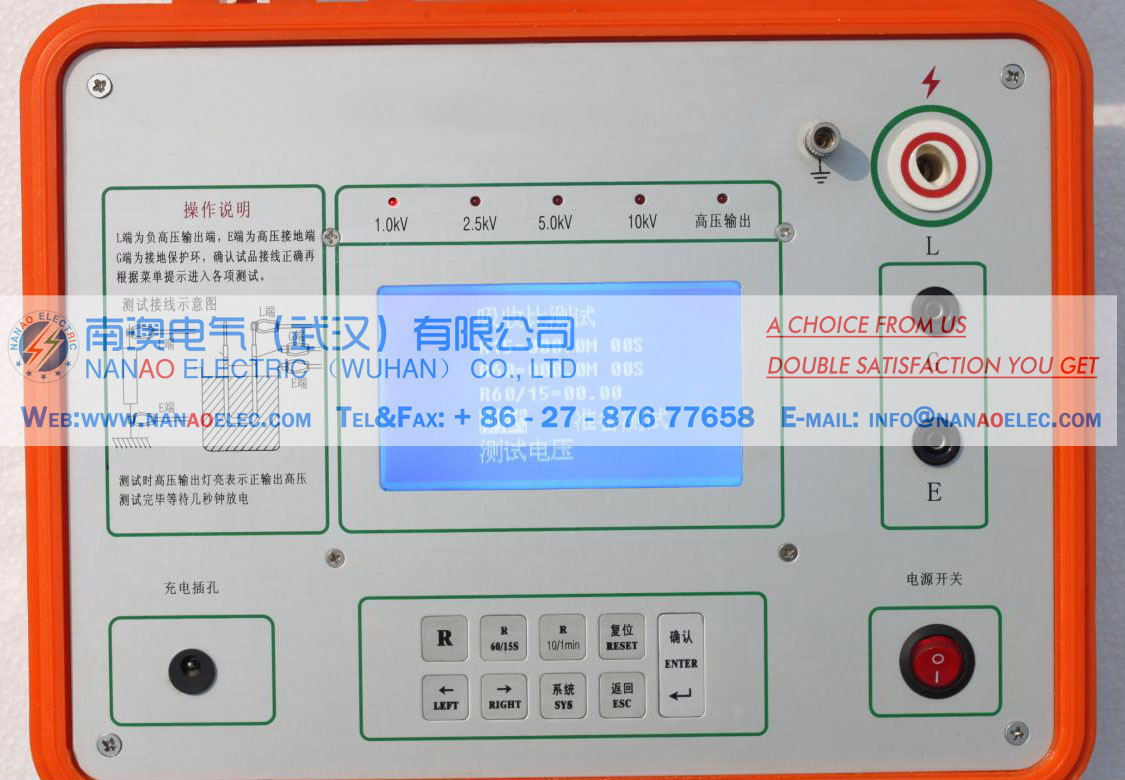 1.0kV
2.5kV
5.0kV
10kV
高压输出
操作说明
L端为负高压输出端，E端为高压接地端
G端为接地保护环，确认试品接线正确再
根据菜单提示进入各项测试。
测试接线示意图
L端
E端
E端
测试时高压输出灯亮表示正输出高压
测试完毕等待几秒钟放电
吸收比测试
R60/15=00.00
测试电压
L
G
E
NANAO ELECTRIC
南澳电气（武汉）有限公司
NANAO ELECTRIC（WUHAN）CO., LTD
A CHOICE FROM US
DOUBLE SATISFACTION YOU GET
WEB:WWW.NANAOELEC.COM TEL&FAX: + 86 - 27 - 876 77658 E-MAIL: INFO@NANAOELEC.COM
充电插孔
电源开关
R
R
60/15S
R
10/1min
复位
RESET
确认
ENTER
←
LEFT
→
RIGHT
系统
SYS
返回
ESC